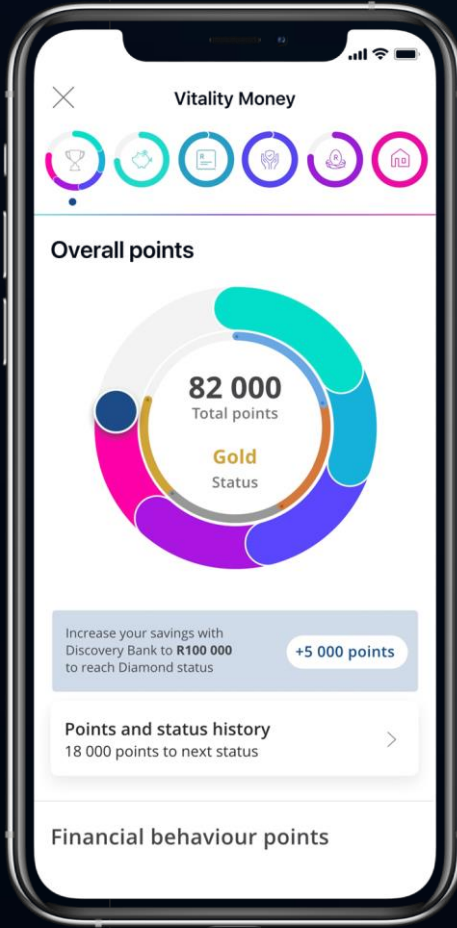 Vitality Money
Overall points
82 000
Total points
Gold
Status
Increase your savings with
Discovery Bank to R100 000
to reach Diamond status
+5 000 points
Points and status history
18 000 points to next status
Financial behaviour points